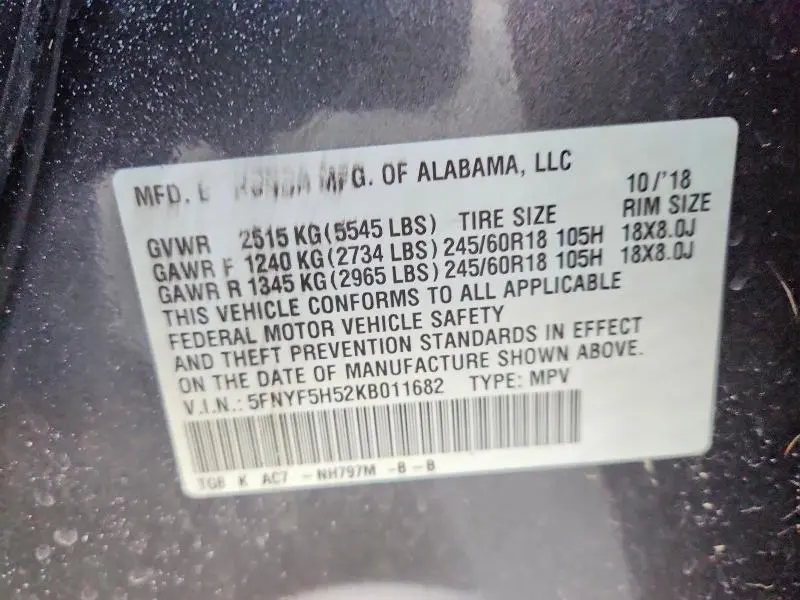 MFD. B HONDA MFG. OF ALABAMA, LLC 10/'18
GVWR 2515 KG (5545 LBS) TIRE SIZE RIM SIZE
GAWR F 1240 KG (2734 LBS) 245/60R18 105H 18X8.0J
GAWR R 1345 KG (2965 LBS) 245/60R18 105H 18X8.0J
THIS VEHICLE CONFORMS TO ALL APPLICABLE
FEDERAL MOTOR VEHICLE SAFETY
AND THEFT PREVENTION STANDARDS IN EFFECT
ON THE DATE OF MANUFACTURE SHOWN ABOVE.
V.I.N.: 5FNYF5H52KB011682 TYPE: MPV
TGB K AC7 - NH797M -B - B